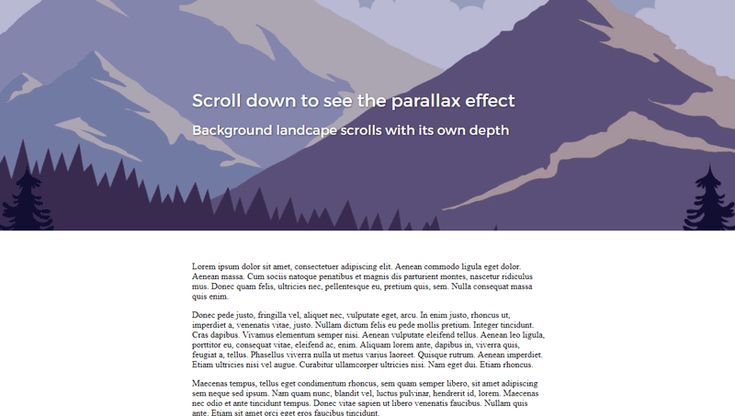 Scroll down to see the parallax effect
Background landcape scrolls with its own depth
Lorem ipsum dolor sit amet, consectetuer adipiscing elit. Aenean commodo ligula eget dolor.
Aenean massa. Cum sociis natoque penatibus et magnis dis parturient montes, nascetur ridiculus
mus. Donec quam felis, ultricies nec, pellentesque eu, pretium quis, sem. Nulla consequat massa
quis enim.
Donec pede justo, fringilla vel, aliquet nec, vulputate eget, arcu. In enim justo, rhoncus ut,
imperdiet a, venenatis vitae, justo. Nullam dictum felis eu pede mollis pretium. Integer tincidunt.
Cras dapibus. Vivamus elementum semper nisi. Aenean vulputate eleifend tellus. Aenean leo ligula,
porttitor eu, consequat vitae, eleifend ac, enim. Aliquam lorem ante, dapibus in, viverra quis,
feugiat a, tellus. Phasellus viverra nulla ut metus varius laoreet. Quisque rutrum. Aenean imperdiet.
Etiam ultricies nisi vel augue. Curabitur ullamcorper ultricies nisi. Nam eget dui. Etiam rhoncus.
Maecenas tempus, tellus eget condimentum rhoncus, sem quam semper libero, sit amet adipiscing
sem neque sed ipsum. Nam quam nunc, blandit vel, luctus pulvinar, hendrerit id, lorem. Maecenas
nec odio et ante tincidunt tempus. Donec vitae sapien ut libero venenatis faucibus. Nullam quis
ante. Etiam sit amet orci eget eros faucibus tincidunt.